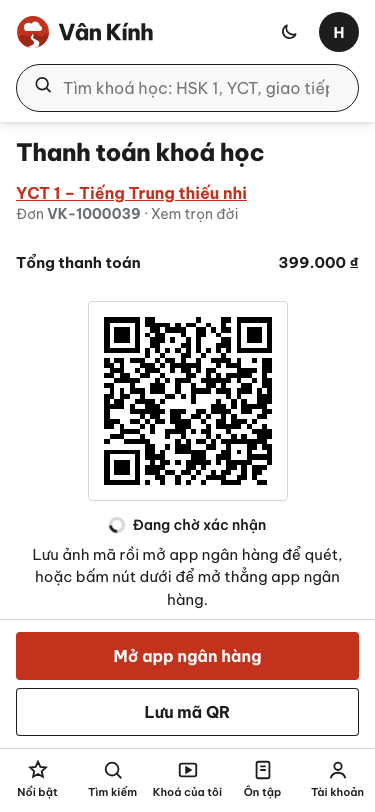 Vân Kính
H
Tìm khoá học: HSK 1, YCT, giao tiếp
Thanh toán khoá học
YCT 1 – Tiếng Trung thiếu nhi
Đơn VK-1000039 · Xem trọn đời
Tổng thanh toán 399.000 ₫
Đang chờ xác nhận
Lưu ảnh mã rồi mở app ngân hàng để quét,
hoặc bấm nút dưới để mở thẳng app ngân
hàng.
Mở app ngân hàng
Lưu mã QR
Nổi bật Tìm kiếm Khoá của tôi Ôn tập Tài khoản